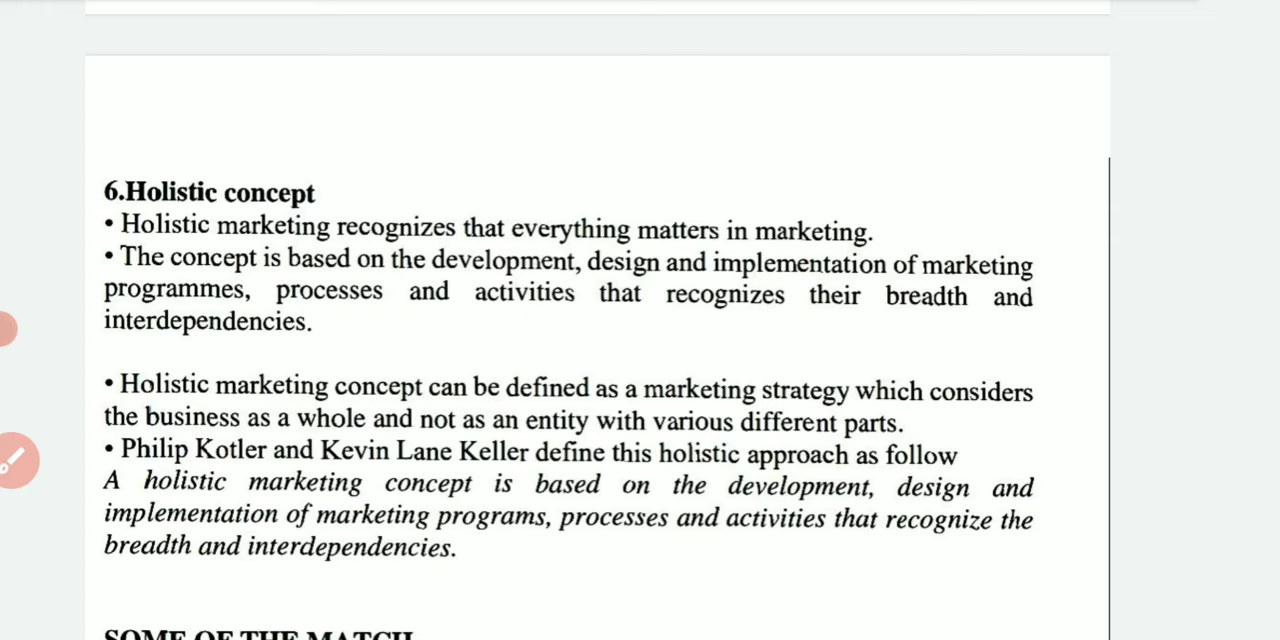 6.Holistic concept
• Holistic marketing recognizes that everything matters in marketing.
• The concept is based on the development, design and implementation of marketing
programmes, processes and activities that recognizes their breadth and
interdependencies.
• Holistic marketing concept can be defined as a marketing strategy which considers
the business as a whole and not as an entity with various different parts.
• Philip Kotler and Kevin Lane Keller define this holistic approach as follow
A holistic marketing concept is based on the development, design and
implementation of marketing programs, processes and activities that recognize the
breadth and interdependencies.
SOME OF THE MATCH